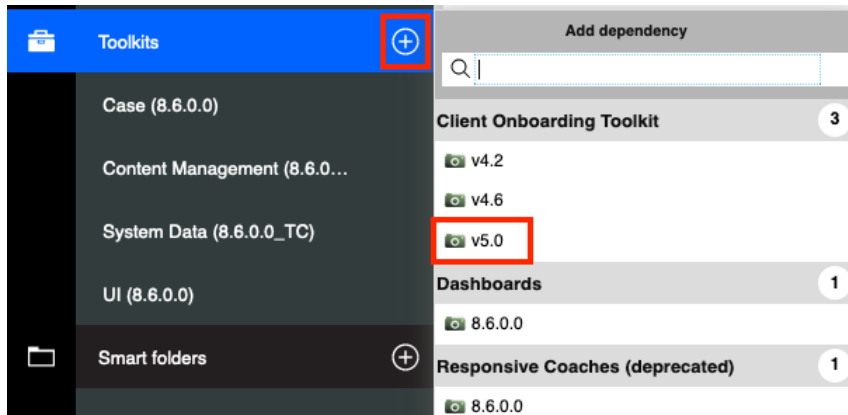 Toolkits
Case (8.6.0.0)
Content Management (8.6.0...
System Data (8.6.0.0_TC)
UI (8.6.0.0)
Smart folders
Add dependency
Client Onboarding Toolkit 3
v4.2
v4.6
v5.0
Dashboards 1
8.6.0.0
Responsive Coaches (deprecated) 1
8.6.0.0